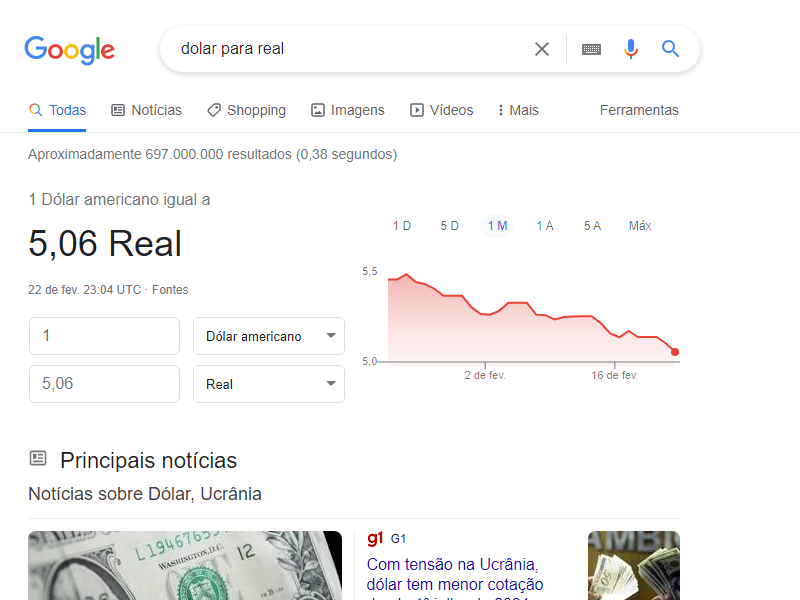 Google
dolar para real
Todas
Notícias
Shopping
Imagens
Vídeos
Mais
Ferramentas
Aproximadamente 697.000.000 resultados (0,38 segundos)
1 Dólar americano igual a
5,06 Real
22 de fev. 23:04 UTC · Fontes
1 Dólar americano
5,06 Real
1 D 5 D 1 M 1 A 5 A Máx
5.5
5.0
2 de fev. 16 de fev.
Principais notícias
Notícias sobre Dólar, Ucrânia
WASHINGTON, D.C.
12
g1 G1
Com tensão na Ucrânia,
dólar tem menor cotação